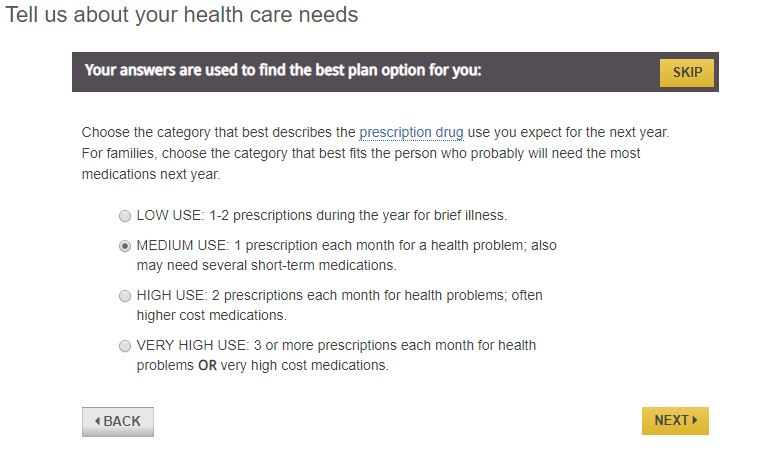 Tell us about your health care needs
Your answers are used to find the best plan option for you:
SKIP
Choose the category that best describes the prescription drug use you expect for the next year.
For families, choose the category that best fits the person who probably will need the most
medications next year.
LOW USE: 1-2 prescriptions during the year for brief illness.
MEDIUM USE: 1 prescription each month for a health problem; also
may need several short-term medications.
HIGH USE: 2 prescriptions each month for health problems; often
higher cost medications.
VERY HIGH USE: 3 or more prescriptions each month for health
problems OR very high cost medications.
BACK
NEXT